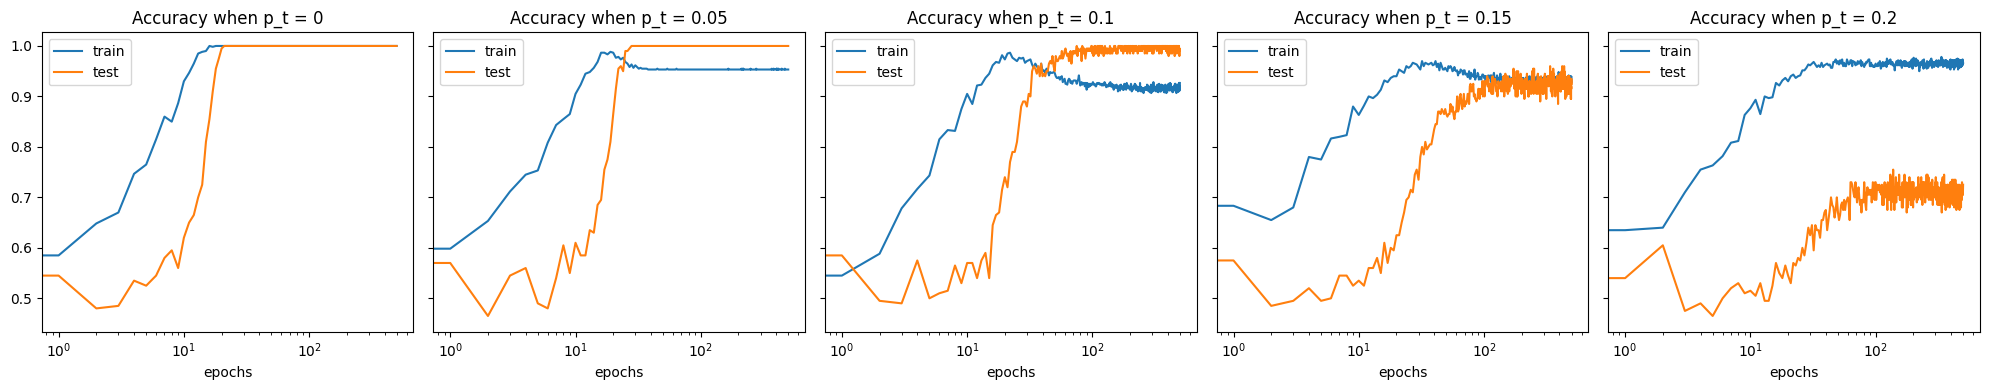 Accuracy when p_t = 0
Accuracy when p_t = 0.05
Accuracy when p_t = 0.1
Accuracy when p_t = 0.15
Accuracy when p_t = 0.2
1.0
0.9
0.8
0.7
0.6
0.5
train
test
train
test
train
test
train
test
train
test
10⁰ 10¹ 10²
10⁰ 10¹ 10²
10⁰ 10¹ 10²
10⁰ 10¹ 10²
10⁰ 10¹ 10²
epochs
epochs
epochs
epochs
epochs